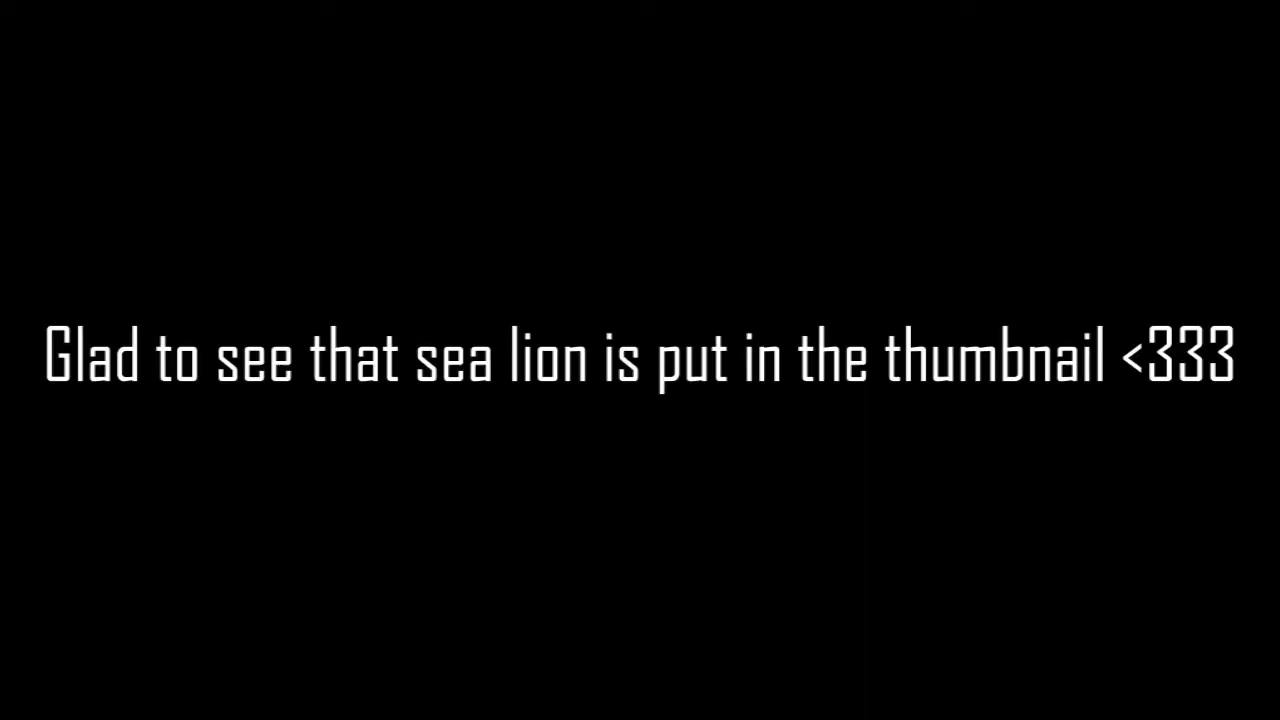 Glad to see that sea lion is put in the thumbnail <333